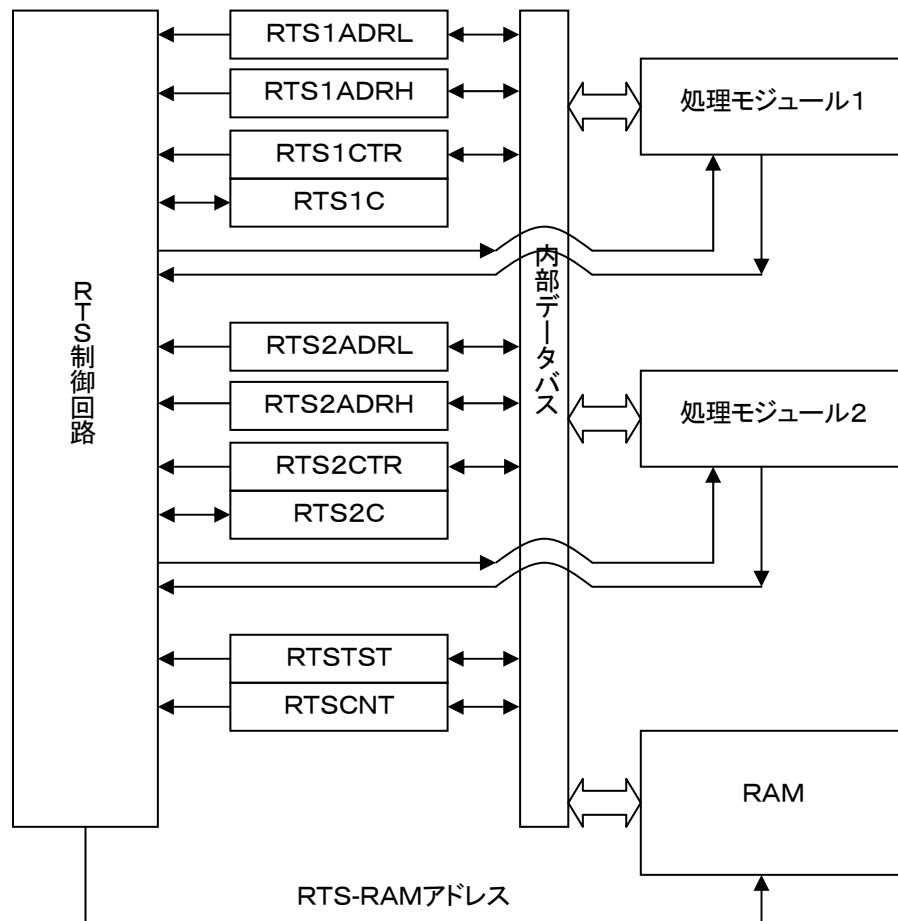 RTS1ADRL
RTS1ADRH
RTS1CTR
RTS1C
処理モジュール1
RTS制御回路
内部データバス
RTS2ADRL
RTS2ADRH
RTS2CTR
RTS2C
処理モジュール2
RTSTST
RTSCNT
RAM
RTS-RAMアドレス